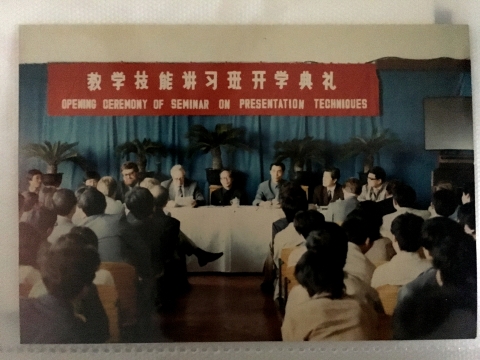 教学技能讲习班开学典礼
OPENING CEREMONY OF SEMINAR ON PRESENTATION TECHNIQUES